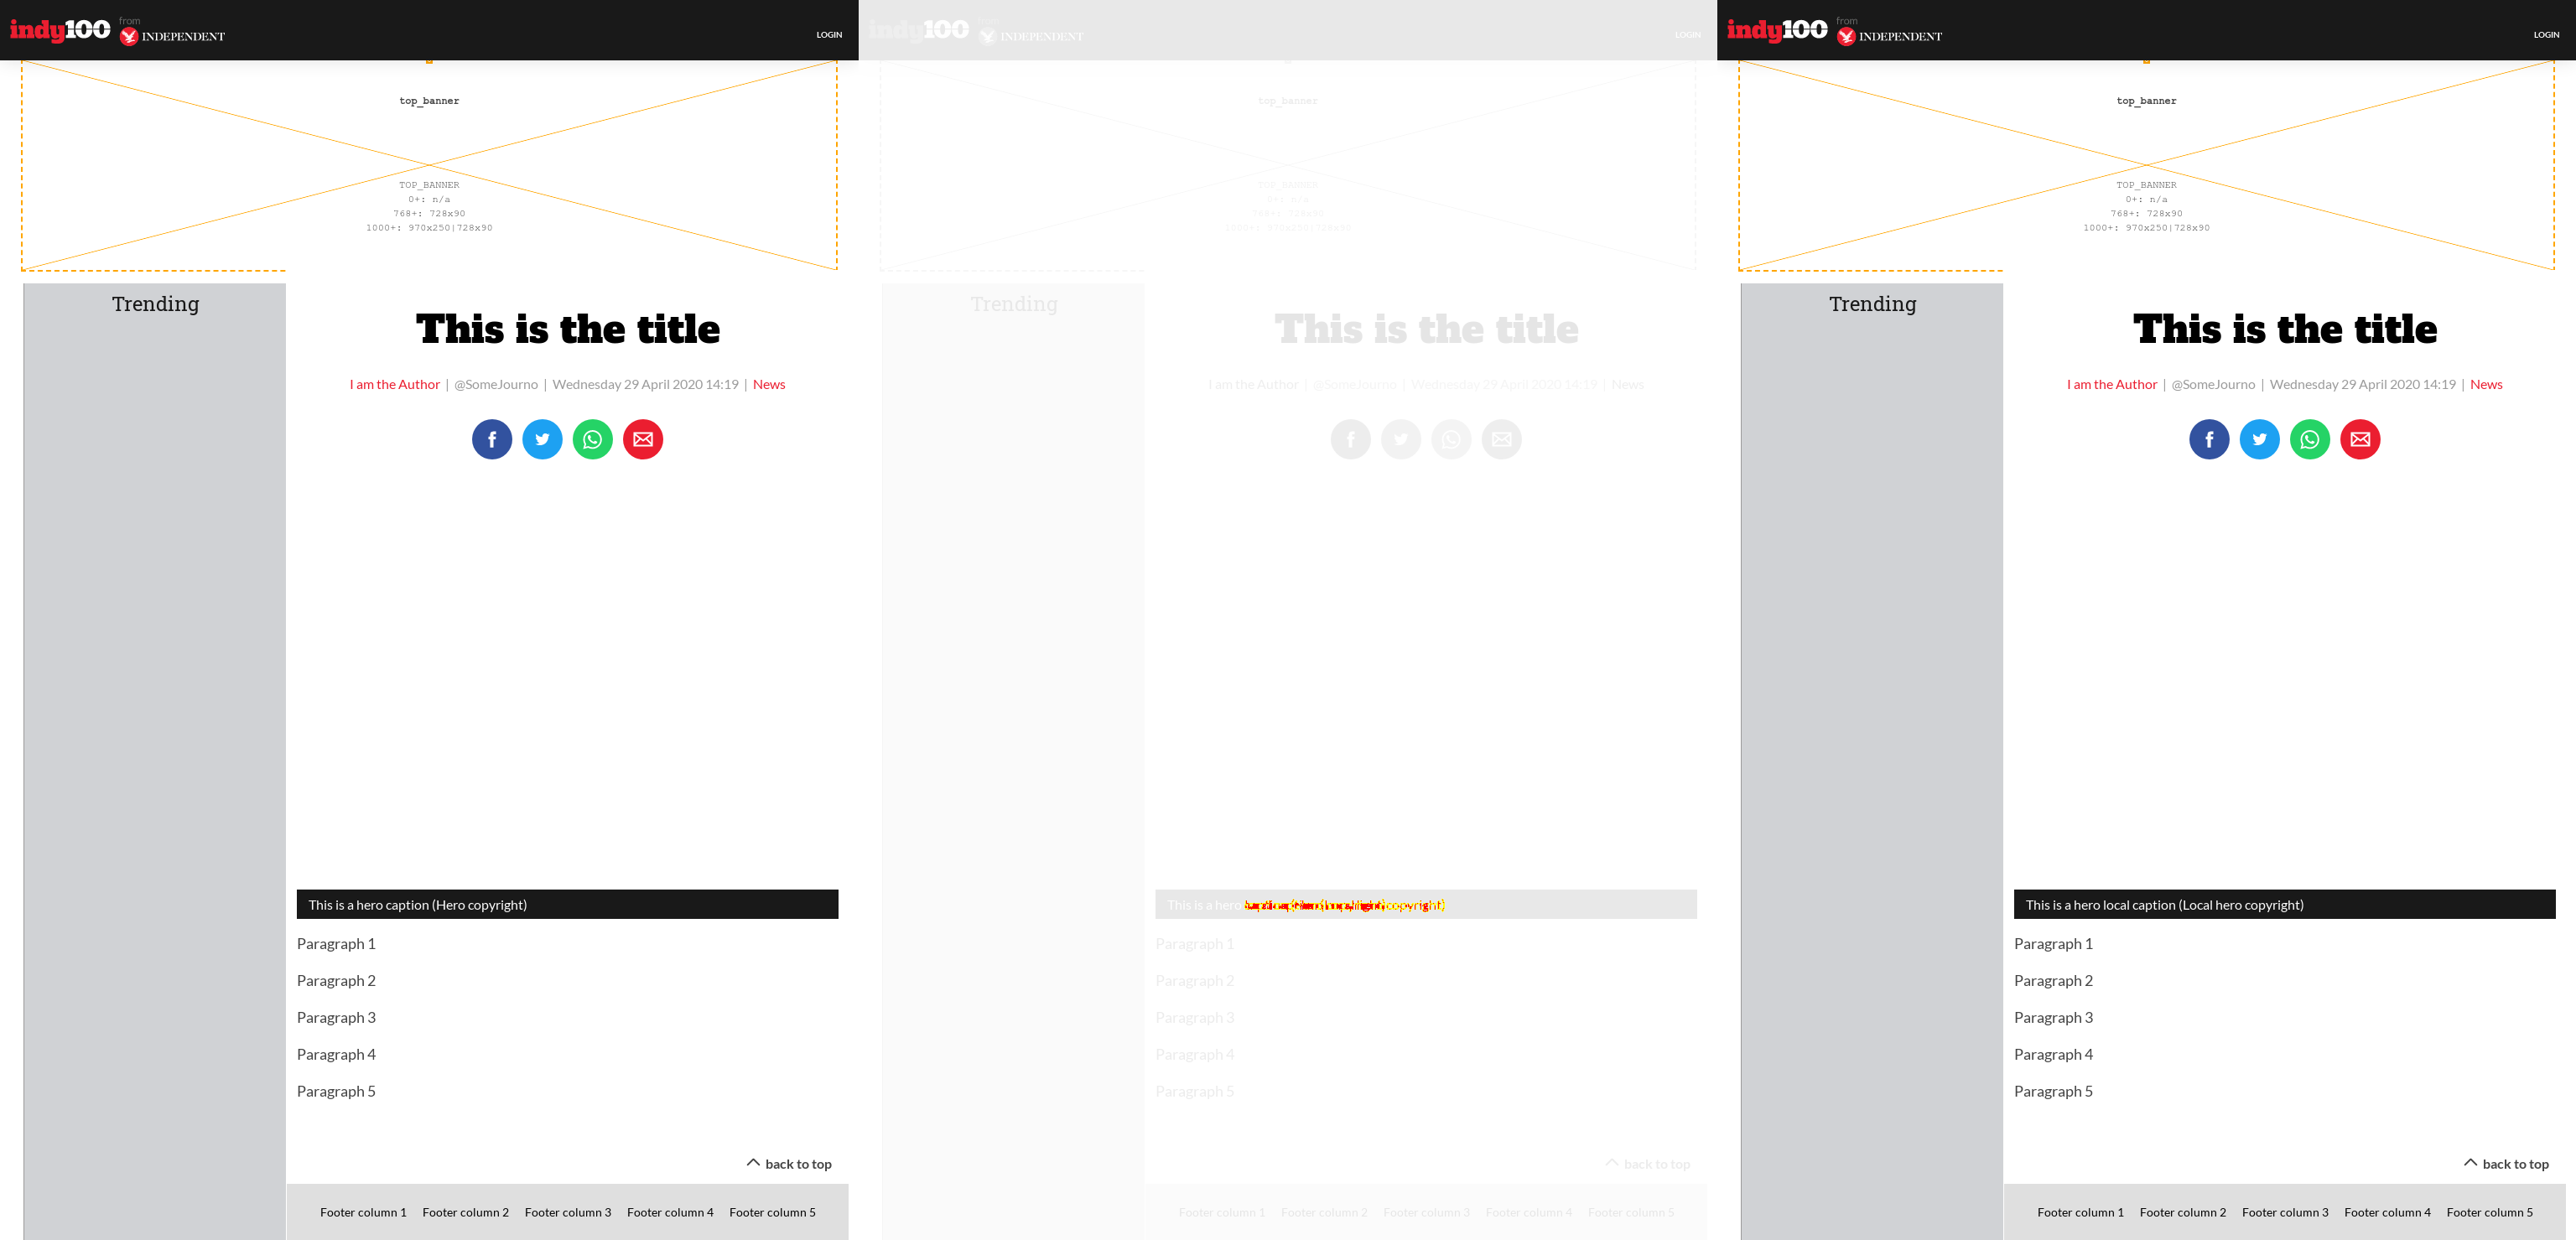 indy100 from INDEPENDENT LOGIN
top_banner
TOP_BANNER
0+: n/a
768+: 728x90
1000+: 970x250|728x90
Trending
This is the title
I am the Author | @SomeJourno | Wednesday 29 April 2020 14:19 | News
This is a hero caption (Hero copyright)
Paragraph 1
Paragraph 2
Paragraph 3
Paragraph 4
Paragraph 5
back to top
Footer column 1 Footer column 2 Footer column 3 Footer column 4 Footer column 5
indy100 INDEPENDENT LOGIN
top_banner
TOP_BANNER
0+: n/a
768+: 728x90
1000+: 970x250|728x90
Trending
This is the title
I am the Author | @SomeJourno | Wednesday 29 April 2020 14:19 | News
This is a hero
Paragraph 1
Paragraph 2
Paragraph 3
Paragraph 4
Paragraph 5
back to top
Footer column 1 Footer column 2 Footer column 3 Footer column 4 Footer column 5
indy100 from INDEPENDENT LOGIN
top_banner
TOP_BANNER
0+: n/a
768+: 728x90
1000+: 970x250|728x90
Trending
This is the title
I am the Author | @SomeJourno | Wednesday 29 April 2020 14:19 | News
This is a hero local caption (Local hero copyright)
Paragraph 1
Paragraph 2
Paragraph 3
Paragraph 4
Paragraph 5
back to top
Footer column 1 Footer column 2 Footer column 3 Footer column 4 Footer column 5